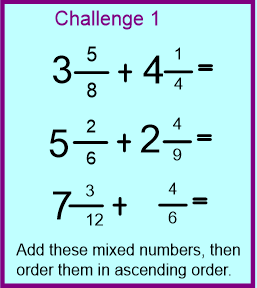 Challenge 1
3 5/8 + 4 1/4 =
5 2/6 + 2 4/9 =
7 3/12 + 4/6 =
Add these mixed numbers, then
order them in ascending order.